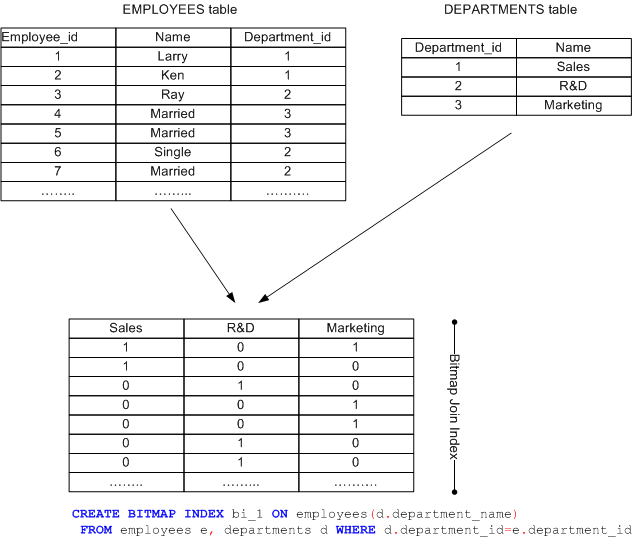 EMPLOYEES table
DEPARTMENTS table
Employee_id Name Department_id
1 Larry 1
2 Ken 1
3 Ray 2
4 Married 3
5 Married 3
6 Single 2
7 Married 2
........ ......... ..........
Department_id Name
1 Sales
2 R&D
3 Marketing
Sales R&D Marketing
1 0 1
1 0 0
0 1 0
0 0 1
0 0 1
0 1 0
0 1 0
........ ......... ..........
Bitmap Join Index
CREATE BITMAP INDEX bi_1 ON employees(d.department_name)
FROM employees e, departments d WHERE d.department_id=e.department_id